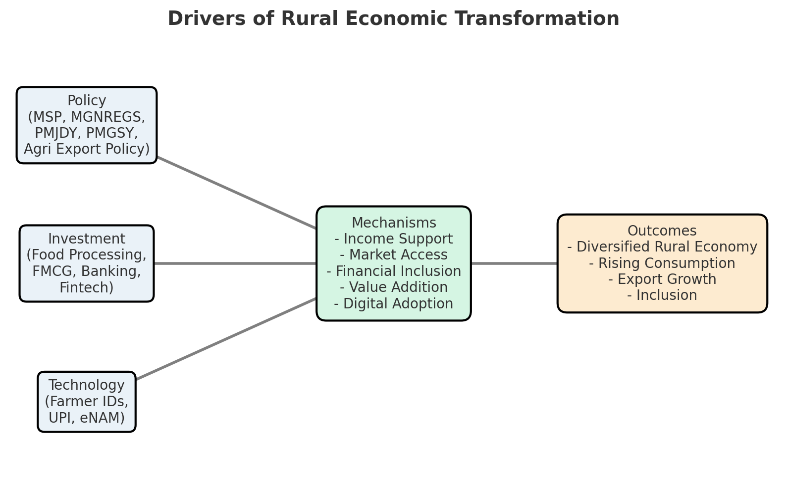 Drivers of Rural Economic Transformation
Policy
(MSP, MGNREGS,
PMJDY, PMGSY,
Agri Export Policy)
Investment
(Food Processing,
FMCG, Banking,
Fintech)
Technology
(Farmer IDs,
UPI, eNAM)
Mechanisms
- Income Support
- Market Access
- Financial Inclusion
- Value Addition
- Digital Adoption
Outcomes
- Diversified Rural Economy
- Rising Consumption
- Export Growth
- Inclusion